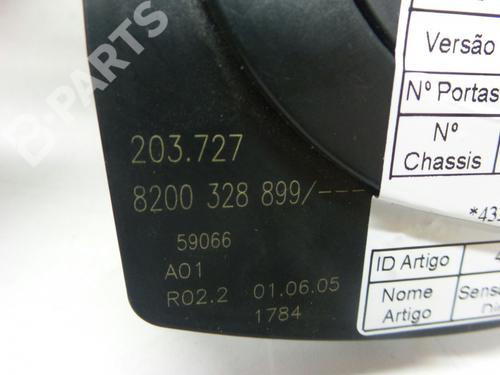 B-PARTS
203.727
8200 328 899/---
59066
A01
R02.2 01.06.05
1784
Versão
Nº Portas
Nº
Chassis
ID Artigo
Nome
Artigo